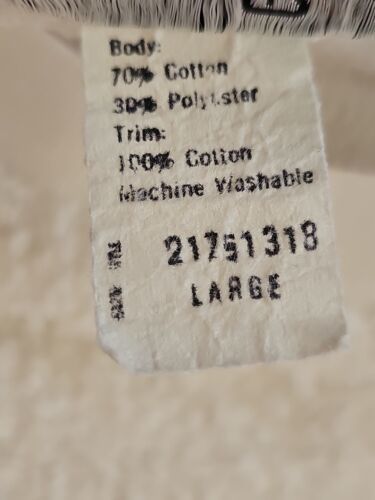 Body:
70% Cotton
30% Polyester
Trim:
100% Cotton
Machine Washable
21751318
LARGE